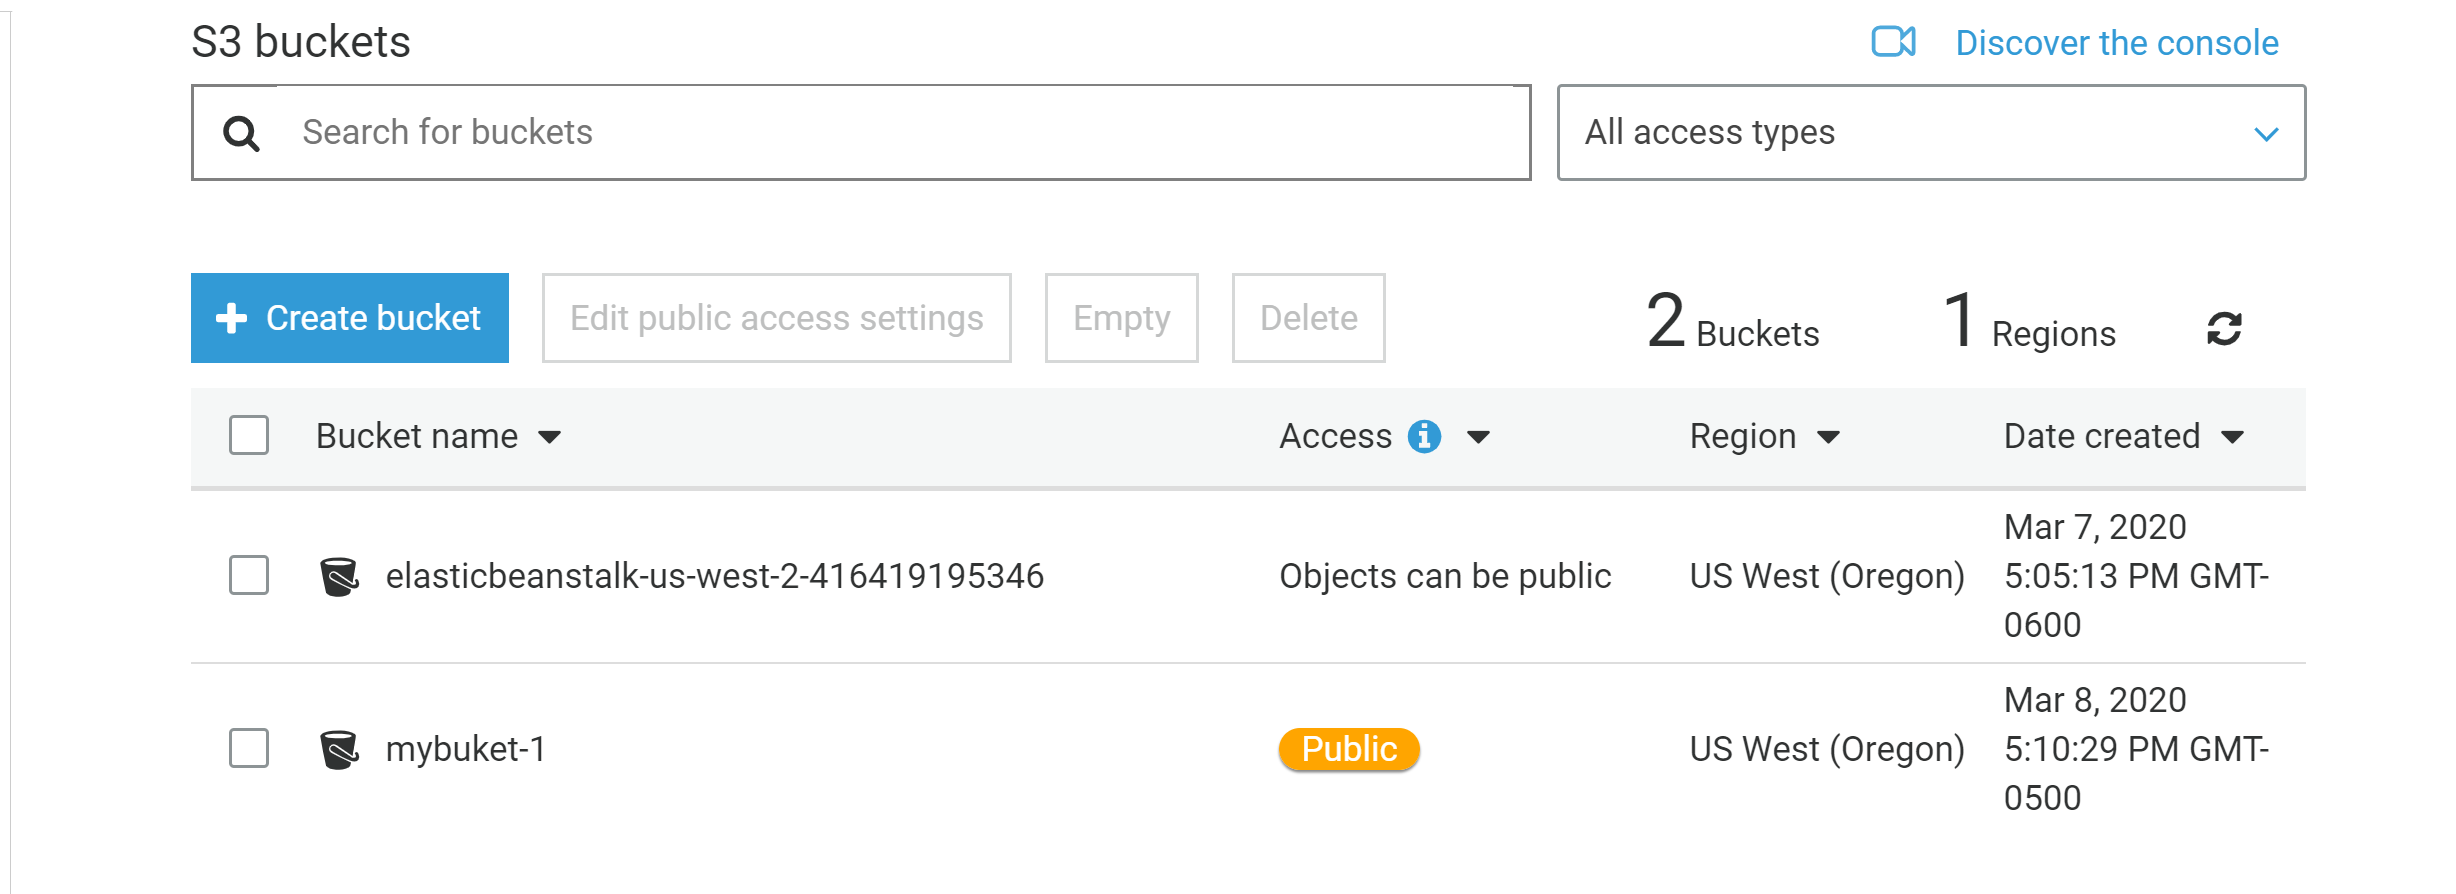 S3 buckets
Discover the console
Search for buckets
All access types
Create bucket
Edit public access settings
Empty
Delete
2 Buckets
1 Regions
Bucket name
Access
Region
Date created
elasticbeanstalk-us-west-2-416419195346
Objects can be public
US West (Oregon)
Mar 7, 2020
5:05:13 PM GMT-
0600
mybuket-1
Public
US West (Oregon)
Mar 8, 2020
5:10:29 PM GMT-
0500